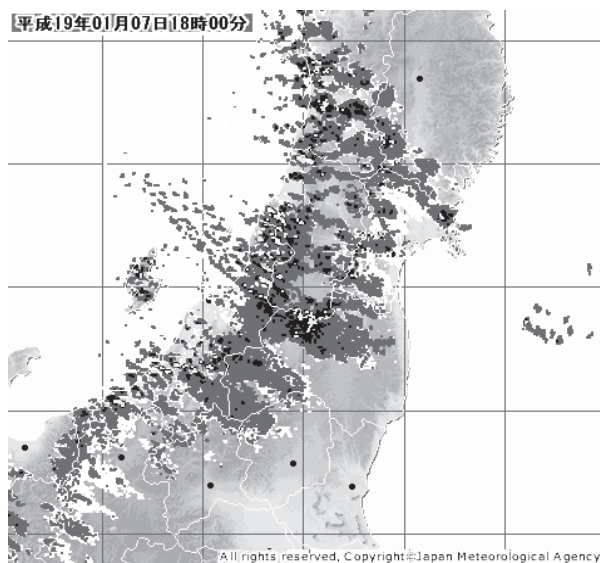 平成19年01月07日18時00分
All rights reserved, Copyright©Japan Meteorological Agency